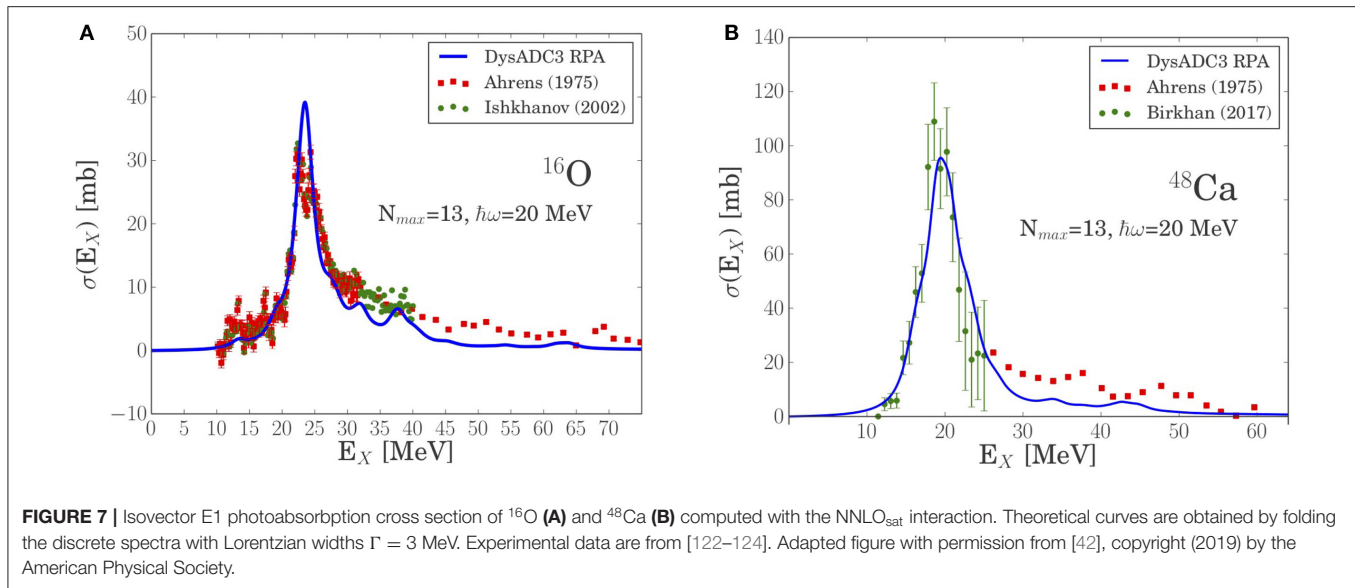 A
50
40
30
20
10
0
−10
σ(E_X) [mb]
DysADC3 RPA
Ahrens (1975)
Ishkhanov (2002)
¹⁶O
N_max=13, ħω=20 MeV
0 5 10 15 20 25 30 35 40 45 50 55 60 65 70
E_X [MeV]
B
140
120
100
80
60
40
20
0
σ(E_X) [mb]
DysADC3 RPA
Ahrens (1975)
Birkhan (2017)
⁴⁸Ca
N_max=13, ħω=20 MeV
10 20 30 40 50 60
E_X [MeV]
FIGURE 7 | Isovector E1 photoabsorbption cross section of ¹⁶O (A) and ⁴⁸Ca (B) computed with the NNLO_sat interaction. Theoretical curves are obtained by folding
the discrete spectra with Lorentzian widths Γ = 3 MeV. Experimental data are from [122–124]. Adapted figure with permission from [42], copyright (2019) by the
American Physical Society.